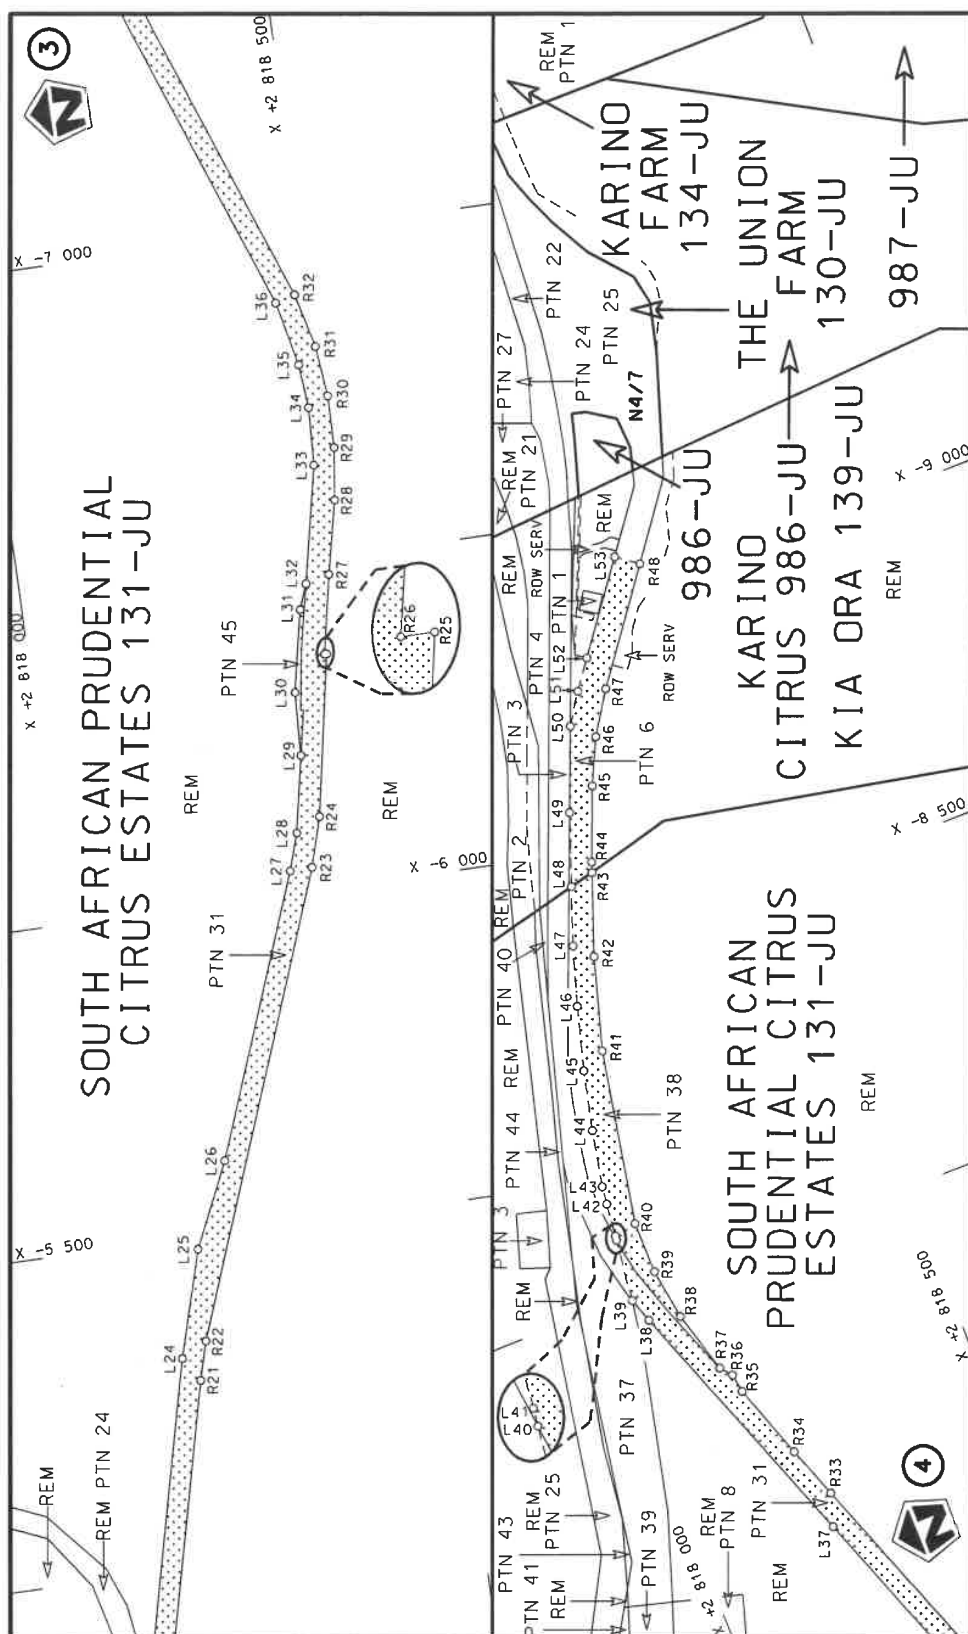 3
N
SOUTH AFRICAN PRUDENTIAL
CITRUS ESTATES 131-JU
X +2 818 500
X -7 000
X +2 818 000
X -6 000
X -5 500
L36
L35
L34
L33
L32
L31
L30
L29
L28
L27
L26
L25
L24
R32
R31
R30
R29
R28
R27
R26
R25
R24
R23
R22
R21
PTN 45
REM
REM
PTN 31
REM
REM PTN 24
4
N
REM
PTN 1
KARINO
FARM
134-JU
THE UNION
FARM
130-JU
987-JU
986-JU
KARINO
CITRUS 986-JU
KIA ORA 139-JU
REM
PTN 22
PTN 24
PTN 25
PTN 27
N4/7
REM
PTN 21
REM
ROW SERV
REM
PTN 1
PTN 4
PTN 3
PTN 2
ROW SERV
PTN 6
X -9 000
X -8 500
L53
L52
L51
L50
L49
L48
L47
L46
L45
L44
L43
L42
L41
L40
L39
L38
L37
R48
R47
R46
R45
R44
R43
R42
R41
R40
R39
R38
R37
R36
R35
R34
R33
REM
PTN 40
REM
PTN 44
PTN 3
REM
PTN 38
SOUTH AFRICAN
PRUDENTIAL CITRUS
ESTATES 131-JU
REM
X +2 818 500
PTN 37
REM
PTN 25
PTN 43
PTN 41
REM
PTN 39
X +2 818 000
REM
PTN 8
PTN 31
REM